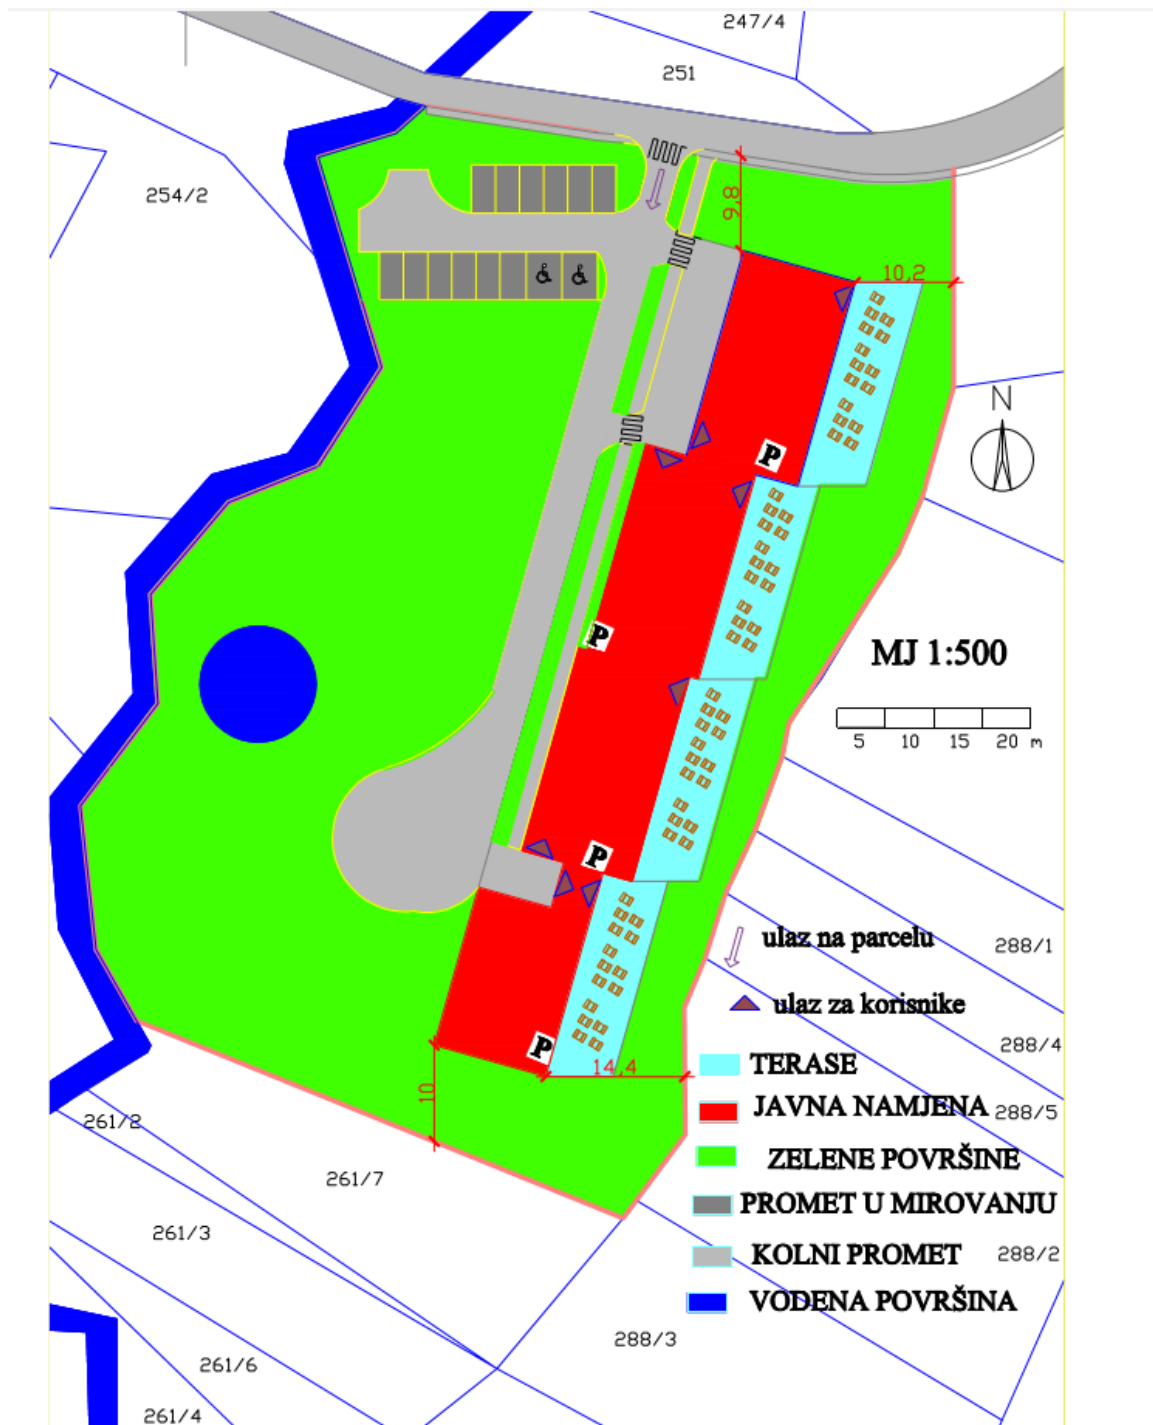 247/4
251
254/2
9,8
10,2
N
P
P
MJ 1:500
5 10 15 20 m
P
P
ulaz na parcelu
288/1
ulaz za korisnike
288/4
TERASE
14,4
10
JAVNA NAMJENA
288/5
261/2
ZELENE POVRŠINE
261/7
PROMET U MIROVANJU
261/3
KOLNI PROMET
288/2
VODENA POVRŠINA
288/3
261/6
261/4